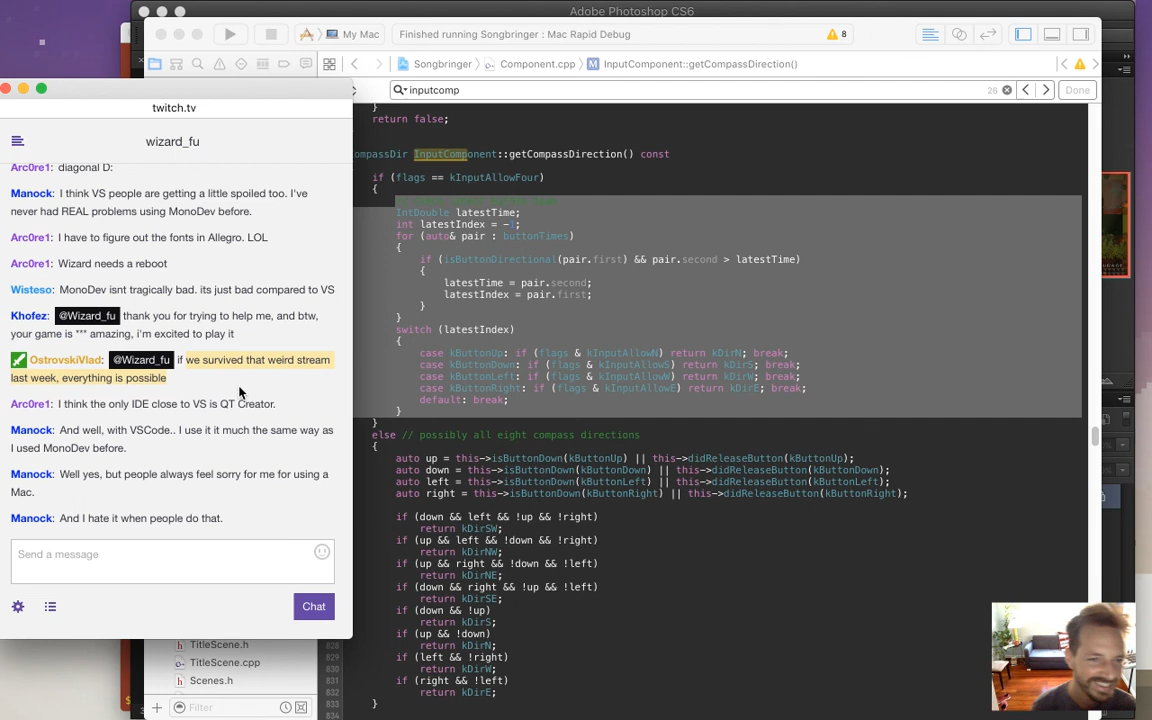 Adobe Photoshop CS6
My Mac
Finished running Songbringer : Mac Rapid Debug
8
Songbringer
Component.cpp
InputComponent::getCompassDirection()
inputcomp
26
Done
twitch.tv
wizard_fu
Arc0re1: diagonal D:
Manock: I think VS people are getting a little spoiled too. I've
never had REAL problems using MonoDev before.
Arc0re1: I have to figure out the fonts in Allegro. LOL
Arc0re1: Wizard needs a reboot
Wisteso: MonoDev isnt tragically bad. its just bad compared to VS
Khofez: @Wizard_fu thank you for trying to help me, and btw,
your game is *** amazing, i'm excited to play it
OstrovskiVlad: @Wizard_fu if we survived that weird stream
last week, everything is possible
Arc0re1: I think the only IDE close to VS is QT Creator.
Manock: And well, with VSCode.. I use it it much the same way as
I used MonoDev before.
Manock: Well yes, but people always feel sorry for me for using a
Mac.
Manock: And I hate it when people do that.
Send a message
Chat
}
return false;
ompassDir InputComponent::getCompassDirection() const
if (flags == kInputAllowFour)
{
IntDouble latestTime;
int latestIndex = -1;
for (auto& pair : buttonTimes)
{
if (isButtonDirectional(pair.first) && pair.second > latestTime)
{
latestTime = pair.second;
latestIndex = pair.first;
}
}
switch (latestIndex)
{
case kButtonUp: if (flags & kInputAllowN) return kDirN; break;
case kButtonDown: if (flags & kInputAllowS) return kDirS; break;
case kButtonLeft: if (flags & kInputAllowW) return kDirW; break;
case kButtonRight: if (flags & kInputAllowE) return kDirE; break;
default: break;
}
}
else // possibly all eight compass directions
{
auto up = this->isButtonDown(kButtonUp) || this->didReleaseButton(kButtonUp);
auto down = this->isButtonDown(kButtonDown) || this->didReleaseButton(kButtonDown);
auto left = this->isButtonDown(kButtonLeft) || this->didReleaseButton(kButtonLeft);
auto right = this->isButtonDown(kButtonRight) || this->didReleaseButton(kButtonRight);
if (down && left && !up && !right)
return kDirSW;
if (up && left && !down && !right)
return kDirNW;
if (up && right && !down && !left)
return kDirNE;
if (down && right && !up && !left)
return kDirSE;
if (down && !up)
return kDirS;
if (up && !down)
return kDirN;
if (left && !right)
return kDirW;
if (right && !left)
return kDirE;
}
TitleScene.h
TitleScene.cpp
Scenes.h
Filter
828
829
830
831
832
833